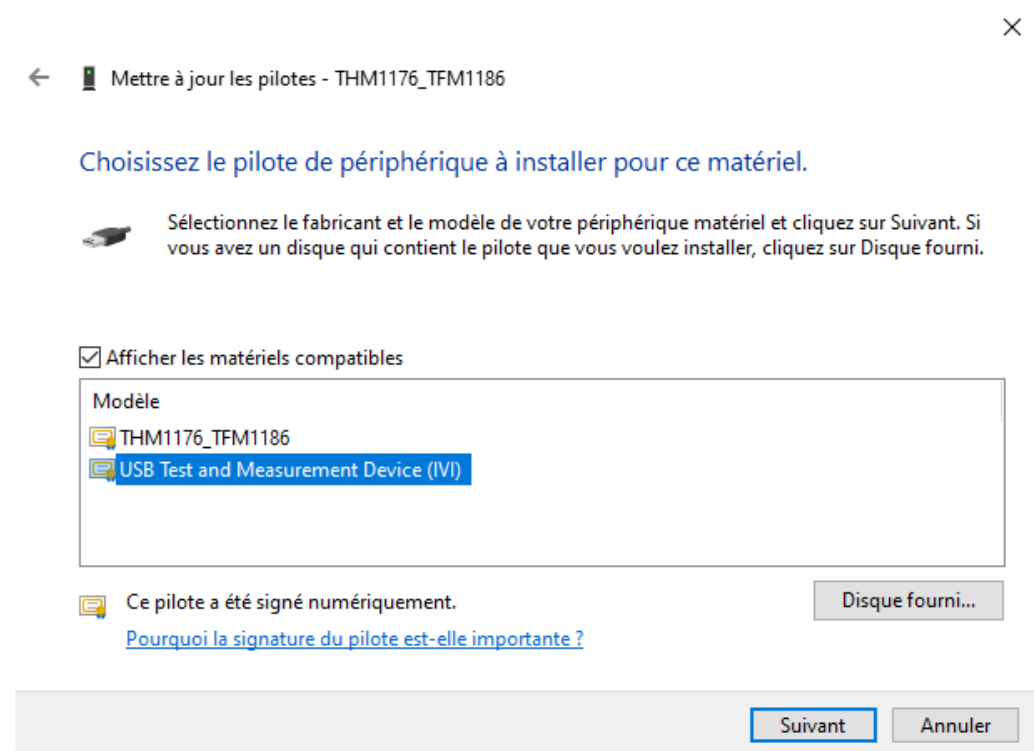 Mettre à jour les pilotes - THM1176_TFM1186
Choisissez le pilote de périphérique à installer pour ce matériel.
Sélectionnez le fabricant et le modèle de votre périphérique matériel et cliquez sur Suivant. Si
vous avez un disque qui contient le pilote que vous voulez installer, cliquez sur Disque fourni.
Afficher les matériels compatibles
Modèle
THM1176_TFM1186
USB Test and Measurement Device (IVI)
Ce pilote a été signé numériquement.
Disque fourni...
Pourquoi la signature du pilote est-elle importante ?
Suivant
Annuler